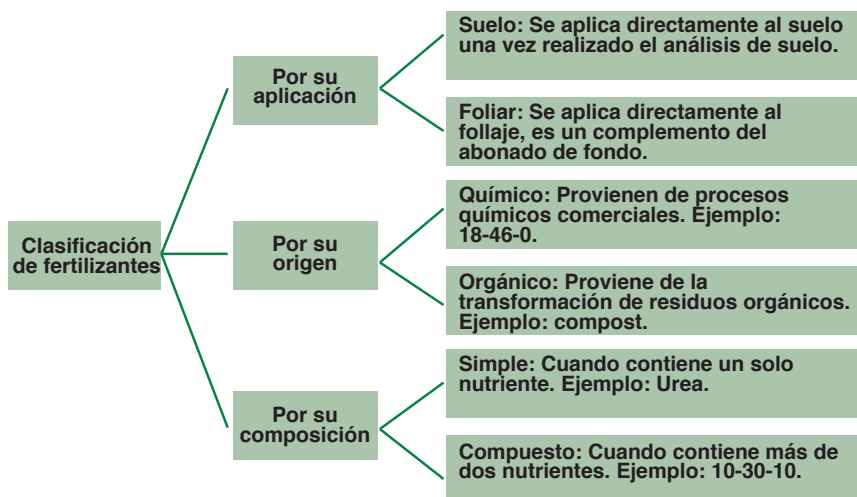 Clasificación
de fertilizantes
Por su
aplicación
Suelo: Se aplica directamente al suelo
una vez realizado el análisis de suelo.
Foliar: Se aplica directamente al
follaje, es un complemento del
abonado de fondo.
Por su
origen
Químico: Provienen de procesos
químicos comerciales. Ejemplo:
18-46-0.
Orgánico: Proviene de la
transformación de residuos orgánicos.
Ejemplo: compost.
Por su
composición
Simple: Cuando contiene un solo
nutriente. Ejemplo: Urea.
Compuesto: Cuando contiene más de
dos nutrientes. Ejemplo: 10-30-10.